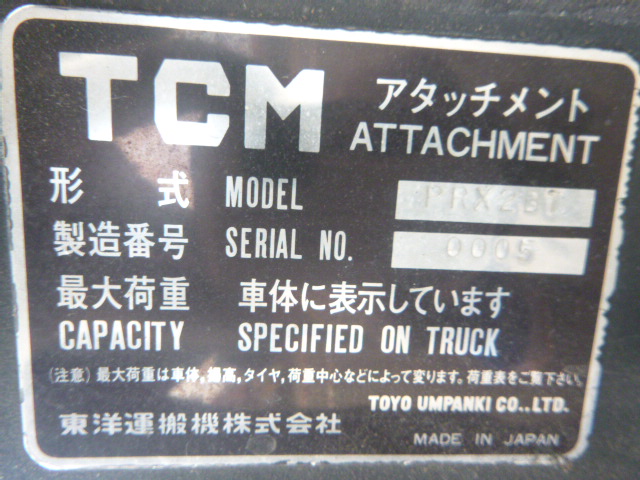 TCM アタッチメント
ATTACHMENT
形 式 MODEL
製造番号 SERIAL NO. 0005
最大荷重 車体に表示しています
CAPACITY SPECIFIED ON TRUCK
(注意) 最大荷重は車体,揚高,タイヤ,荷重中心などによって変ります。荷重表をご覧下さい。
TOYO UMPANKI CO.,LTD.
東洋運搬機株式会社
MADE IN JAPAN